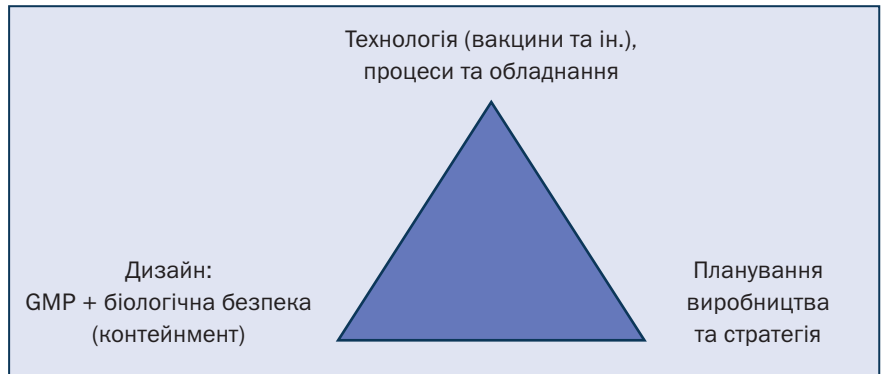 Технологія (вакцини та ін.),
процеси та обладнання
Дизайн:
GMP + біологічна безпека
(контейнмент)
Планування
виробництва
та стратегія